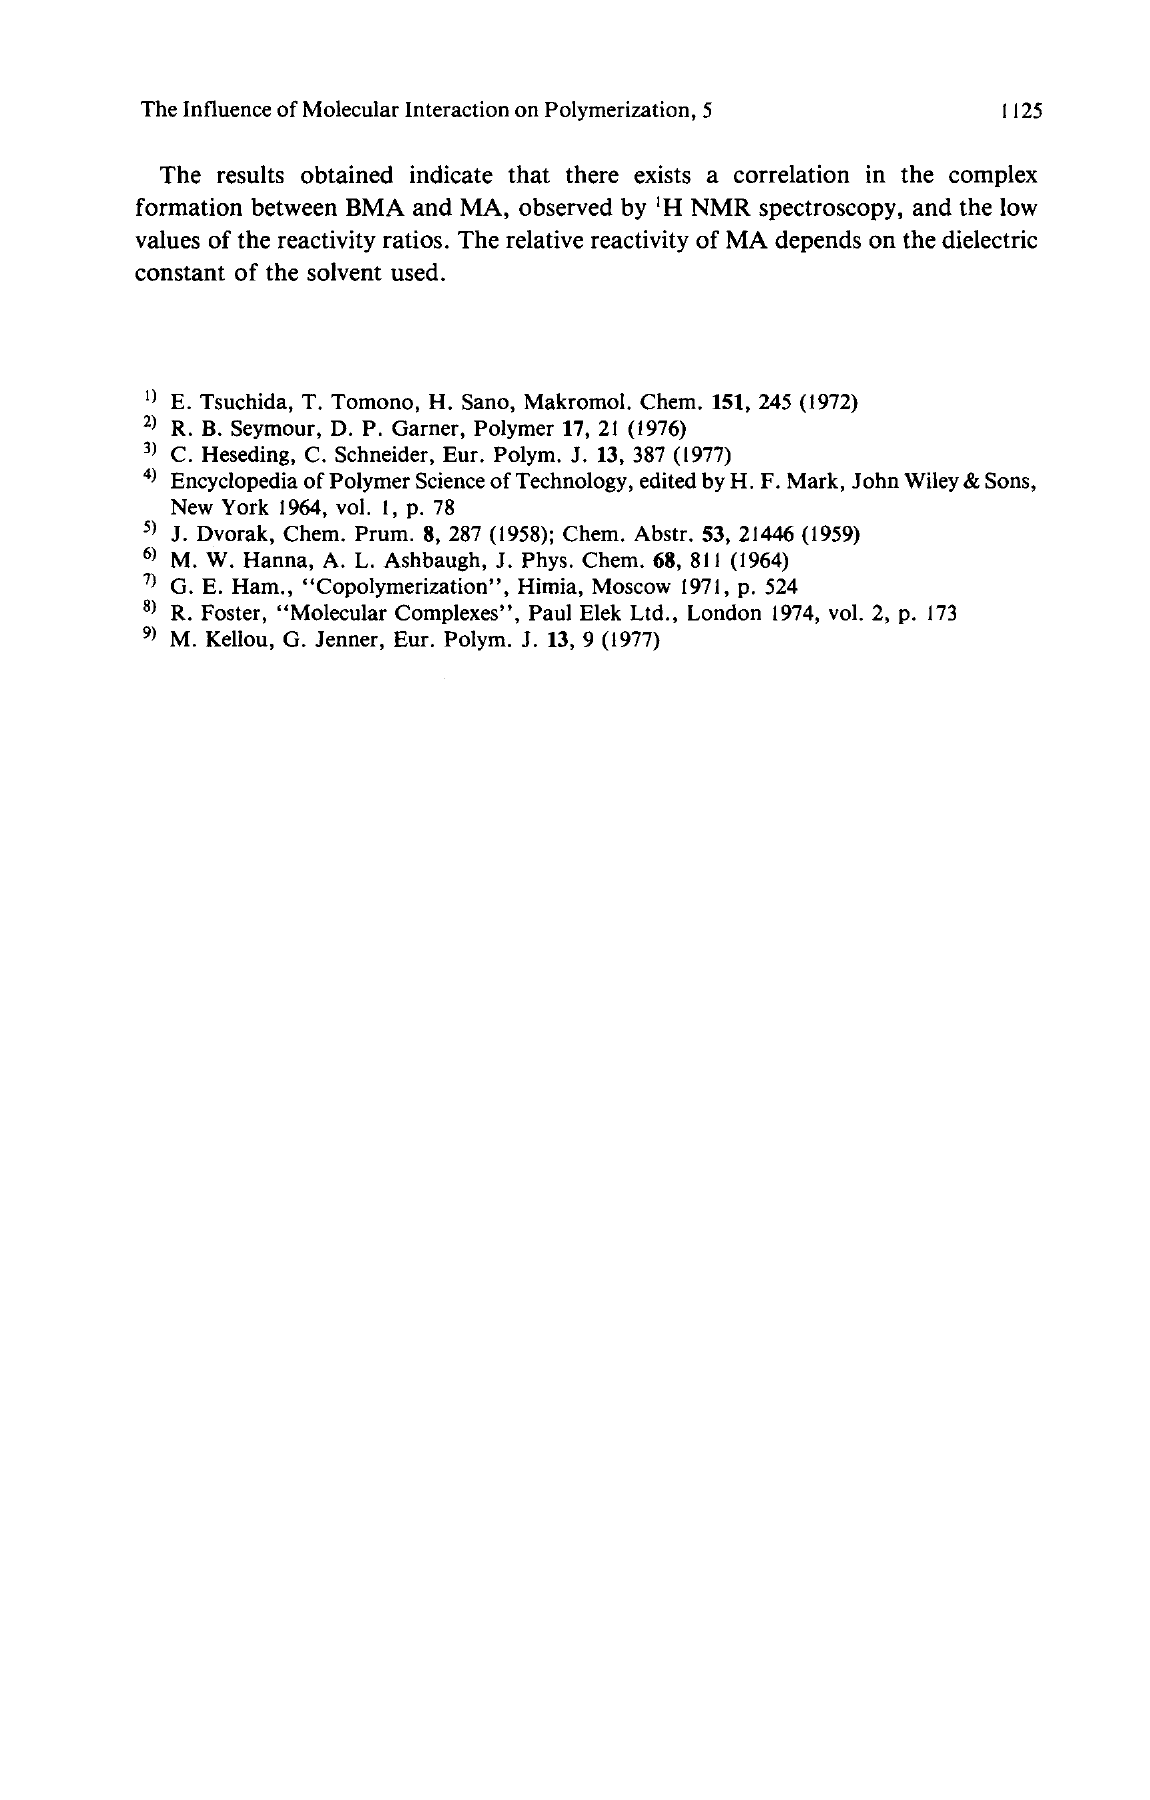 The Influence of Molecular Interaction on Polymerization, 5 1125
The results obtained indicate that there exists a correlation in the complex
formation between BMA and MA, observed by ¹H NMR spectroscopy, and the low
values of the reactivity ratios. The relative reactivity of MA depends on the dielectric
constant of the solvent used.
1) E. Tsuchida, T. Tomono, H. Sano, Makromol. Chem. 151, 245 (1972)
2) R. B. Seymour, D. P. Garner, Polymer 17, 21 (1976)
3) C. Heseding, C. Schneider, Eur. Polym. J. 13, 387 (1977)
4) Encyclopedia of Polymer Science of Technology, edited by H. F. Mark, John Wiley & Sons,
New York 1964, vol. 1, p. 78
5) J. Dvorak, Chem. Prum. 8, 287 (1958); Chem. Abstr. 53, 21446 (1959)
6) M. W. Hanna, A. L. Ashbaugh, J. Phys. Chem. 68, 811 (1964)
7) G. E. Ham., “Copolymerization”, Himia, Moscow 1971, p. 524
8) R. Foster, “Molecular Complexes”, Paul Elek Ltd., London 1974, vol. 2, p. 173
9) M. Kellou, G. Jenner, Eur. Polym. J. 13, 9 (1977)